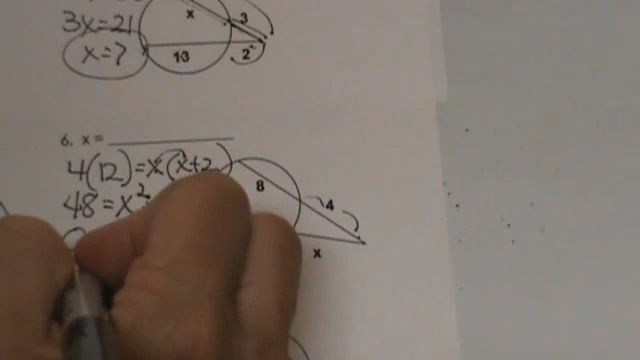 3x=21
x=7
x
3
13
2
6. x=
4(12)=x(x+2
48=x²
8
4
x